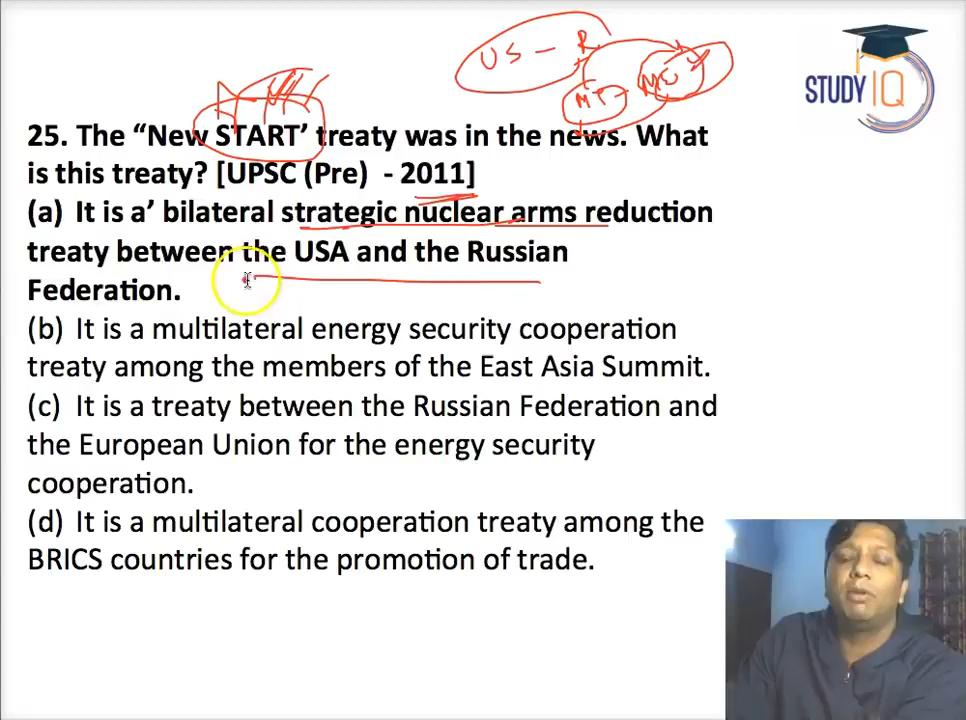 US - R
STUDY IQ
25. The “New START’ treaty was in the news. What
is this treaty? [UPSC (Pre) - 2011]
(a) It is a’ bilateral strategic nuclear arms reduction
treaty between the USA and the Russian
Federation.
(b) It is a multilateral energy security cooperation
treaty among the members of the East Asia Summit.
(c) It is a treaty between the Russian Federation and
the European Union for the energy security
cooperation.
(d) It is a multilateral cooperation treaty among the
BRICS countries for the promotion of trade.